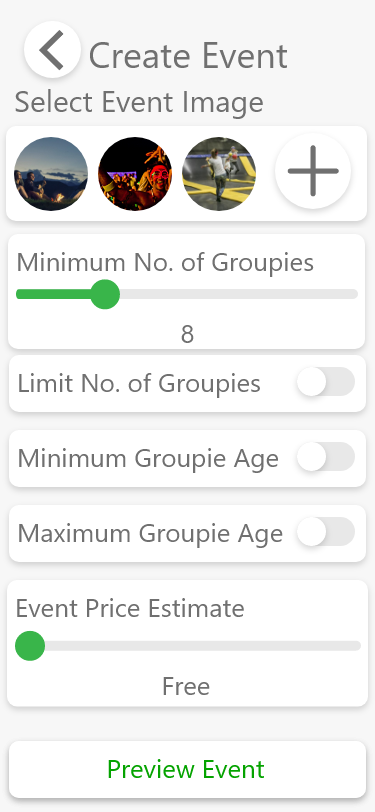 Create Event
Select Event Image
Minimum No. of Groupies
8
Limit No. of Groupies
Minimum Groupie Age
Maximum Groupie Age
Event Price Estimate
Free
Preview Event